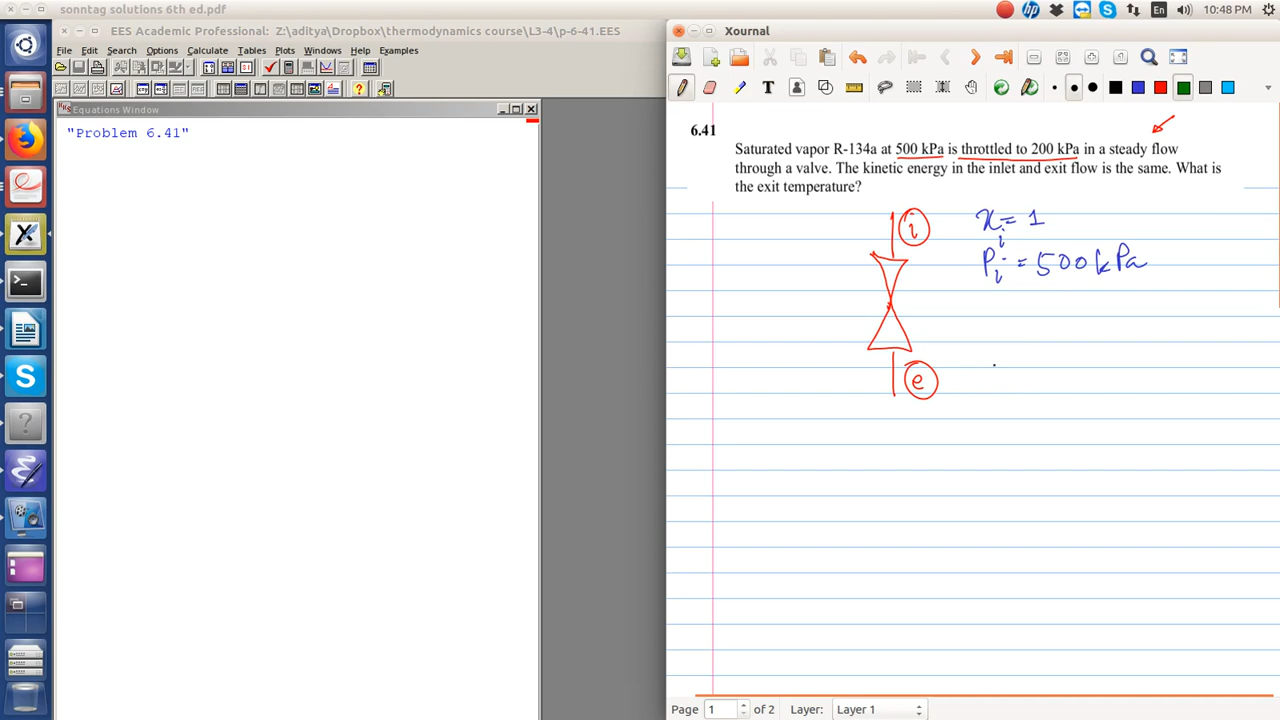 sonntag solutions 6th ed.pdf
En
10:48 PM
EES Academic Professional: Z:\aditya\Dropbox\thermodynamics course\L3-4\p-6-41.EES
File Edit Search Options Calculate Tables Plots Windows Help Examples
Equations Window
"Problem 6.41"
Xournal
6.41
Saturated vapor R-134a at 500 kPa is throttled to 200 kPa in a steady flow
through a valve. The kinetic energy in the inlet and exit flow is the same. What is
the exit temperature?
i
x_i = 1
P_i = 500 kPa
e
Page 1 of 2 Layer: Layer 1